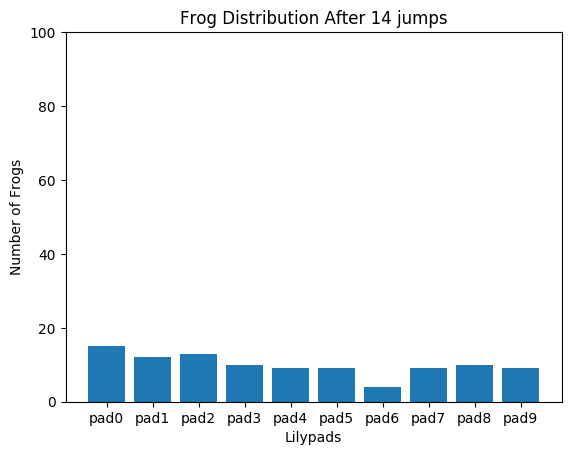 Frog Distribution After 14 jumps
100
80
60
40
20
0
Number of Frogs
pad0 pad1 pad2 pad3 pad4 pad5 pad6 pad7 pad8 pad9
Lilypads